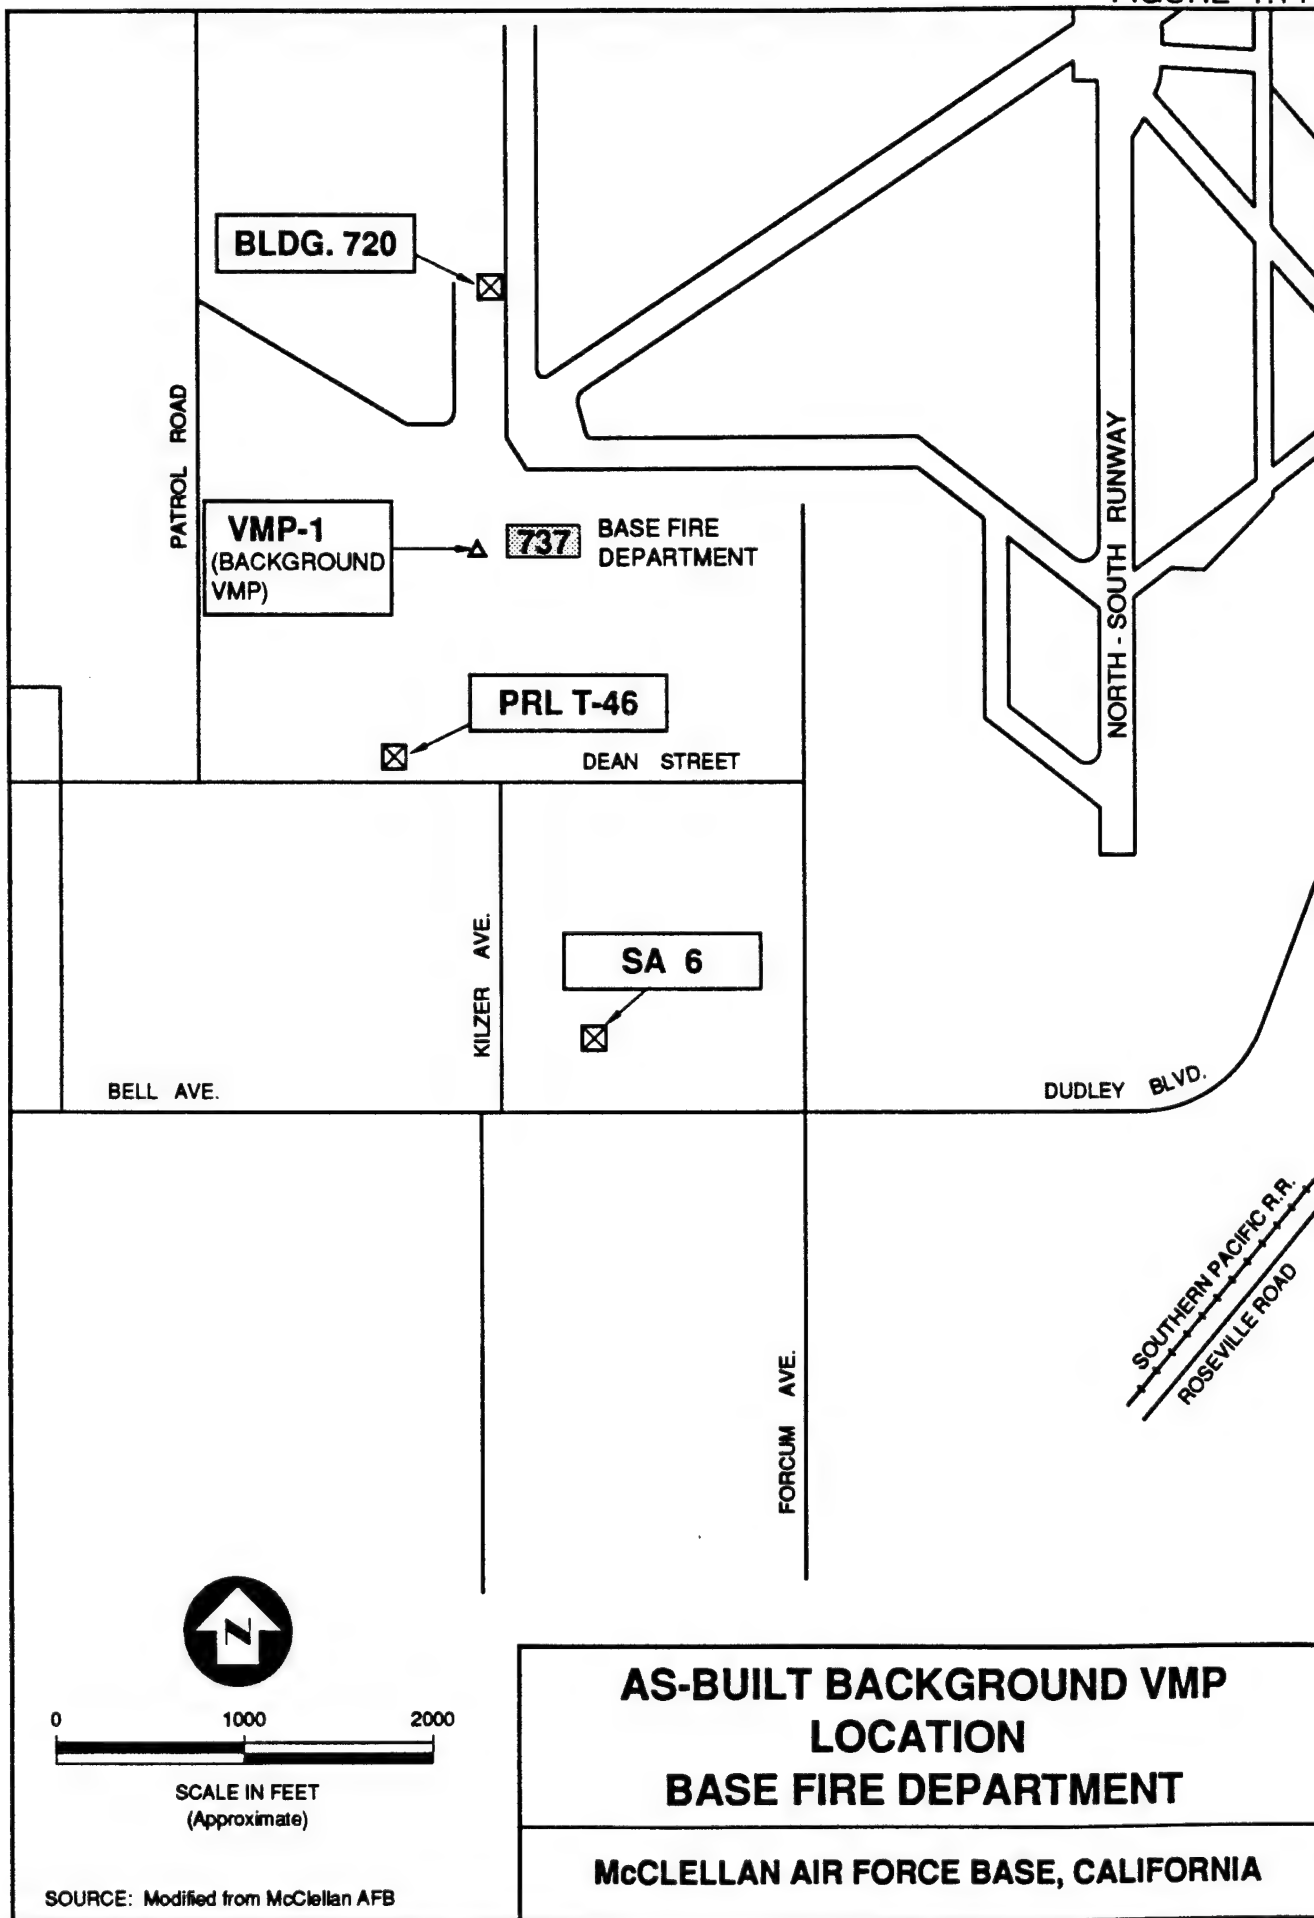 BLDG. 720
PATROL ROAD
VMP-1
(BACKGROUND
VMP)
737
BASE FIRE
DEPARTMENT
NORTH - SOUTH RUNWAY
PRL T-46
DEAN STREET
KILZER AVE.
SA 6
BELL AVE.
DUDLEY BLVD.
SOUTHERN PACIFIC R.R.
ROSEVILLE ROAD
FORCUM AVE.
N
0 1000 2000
SCALE IN FEET
(Approximate)
SOURCE: Modified from McClellan AFB
AS-BUILT BACKGROUND VMP
LOCATION
BASE FIRE DEPARTMENT
McCLELLAN AIR FORCE BASE, CALIFORNIA